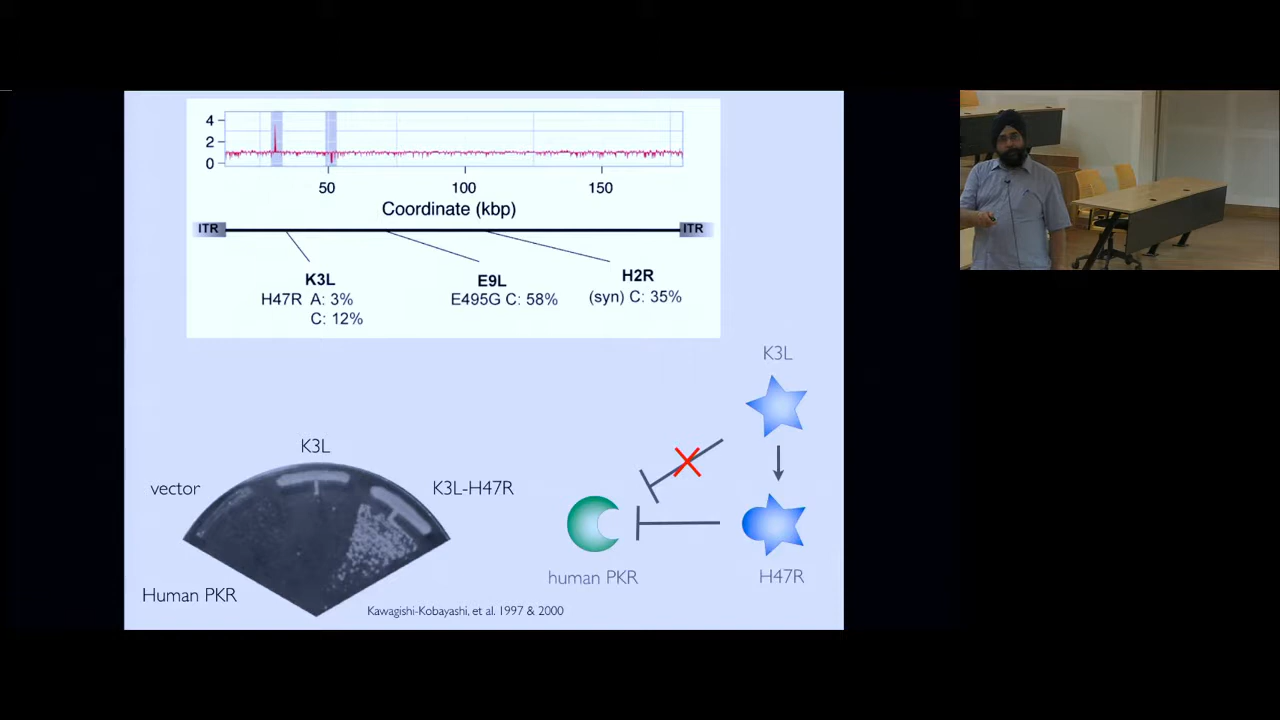 4
2
0
50 100 150
Coordinate (kbp)
ITR ITR
K3L
H47R A: 3%
C: 12%
E9L
E495G C: 58%
H2R
(syn) C: 35%
K3L
K3L
vector
K3L-H47R
Human PKR
human PKR
H47R
Kawagishi-Kobayashi, et al. 1997 & 2000